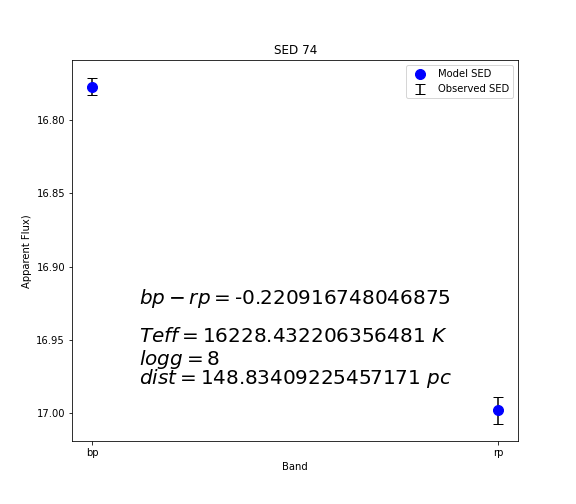 SED 74
Model SED
Observed SED
16.80
16.85
16.90
16.95
17.00
Apparent Flux)
bp − rp = -0.220916748046875
Teff = 16228.432206356481 K
logg = 8
dist = 148.83409225457171 pc
bp
rp
Band